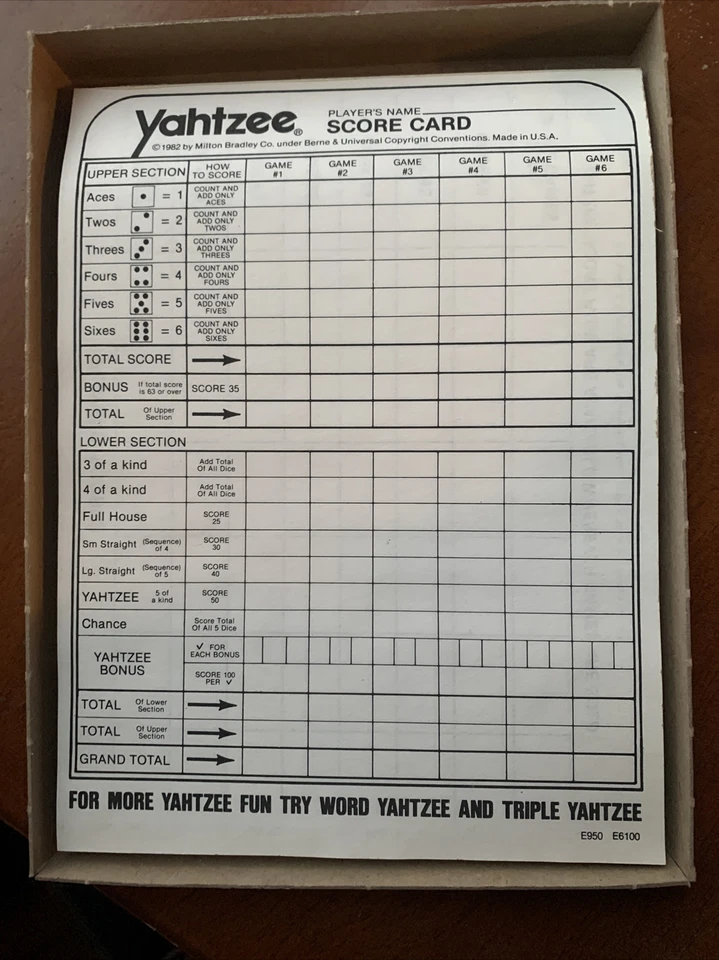 Yahtzee® PLAYER'S NAME
SCORE CARD
©1982 by Milton Bradley Co. under Berne & Universal Copyright Conventions. Made in U.S.A.
UPPER SECTION HOW TO SCORE GAME #1 GAME #2 GAME #3 GAME #4 GAME #5 GAME #6
Aces = 1 COUNT AND ADD ONLY ACES
Twos = 2 COUNT AND ADD ONLY TWOS
Threes = 3 COUNT AND ADD ONLY THREES
Fours = 4 COUNT AND ADD ONLY FOURS
Fives = 5 COUNT AND ADD ONLY FIVES
Sixes = 6 COUNT AND ADD ONLY SIXES
TOTAL SCORE
BONUS If total score is 63 or over SCORE 35
TOTAL Of Upper Section
LOWER SECTION
3 of a kind Add Total Of All Dice
4 of a kind Add Total Of All Dice
Full House SCORE 25
Sm Straight (Sequence) of 4 SCORE 30
Lg. Straight (Sequence) of 5 SCORE 40
YAHTZEE 5 of a kind SCORE 50
Chance Score Total Of All 5 Dice
YAHTZEE BONUS ✓ FOR EACH BONUS
SCORE 100 PER ✓
TOTAL Of Lower Section
TOTAL Of Upper Section
GRAND TOTAL
FOR MORE YAHTZEE FUN TRY WORD YAHTZEE AND TRIPLE YAHTZEE
E950 E6100